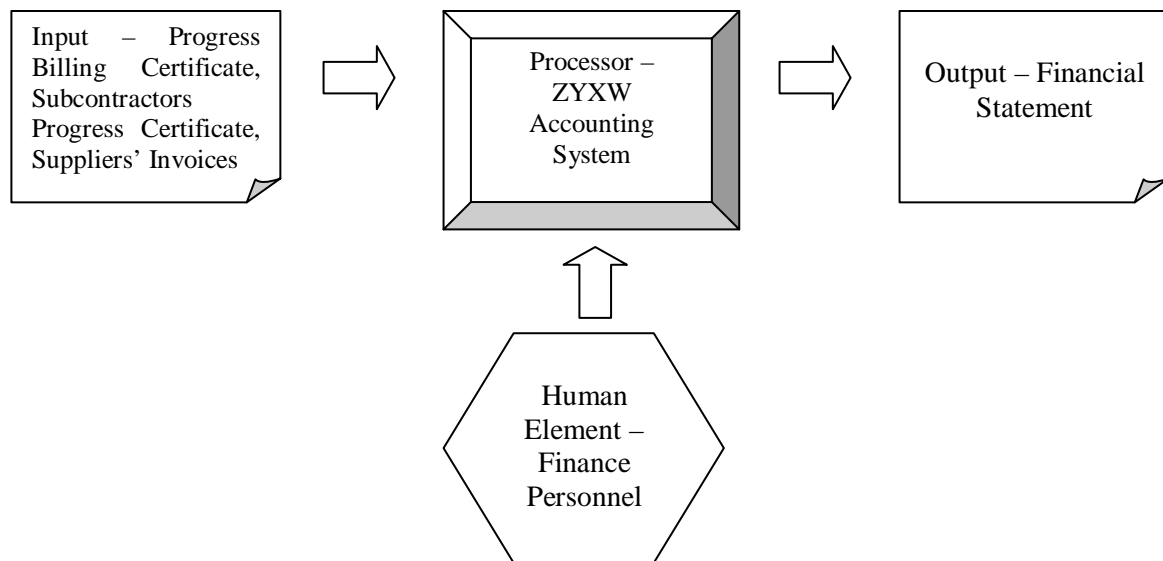 Input – Progress
Billing Certificate,
Subcontractors
Progress Certificate,
Suppliers’ Invoices
Processor –
ZYXW
Accounting
System
Output – Financial
Statement
Human
Element –
Finance
Personnel